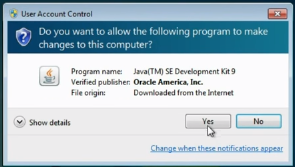 User Account Control
Do you want to allow the following program to make
changes to this computer?
Program name: Java(TM) SE Development Kit 9
Verified publisher: Oracle America, Inc.
File origin: Downloaded from the Internet
Show details
Yes
No
Change when these notifications appear